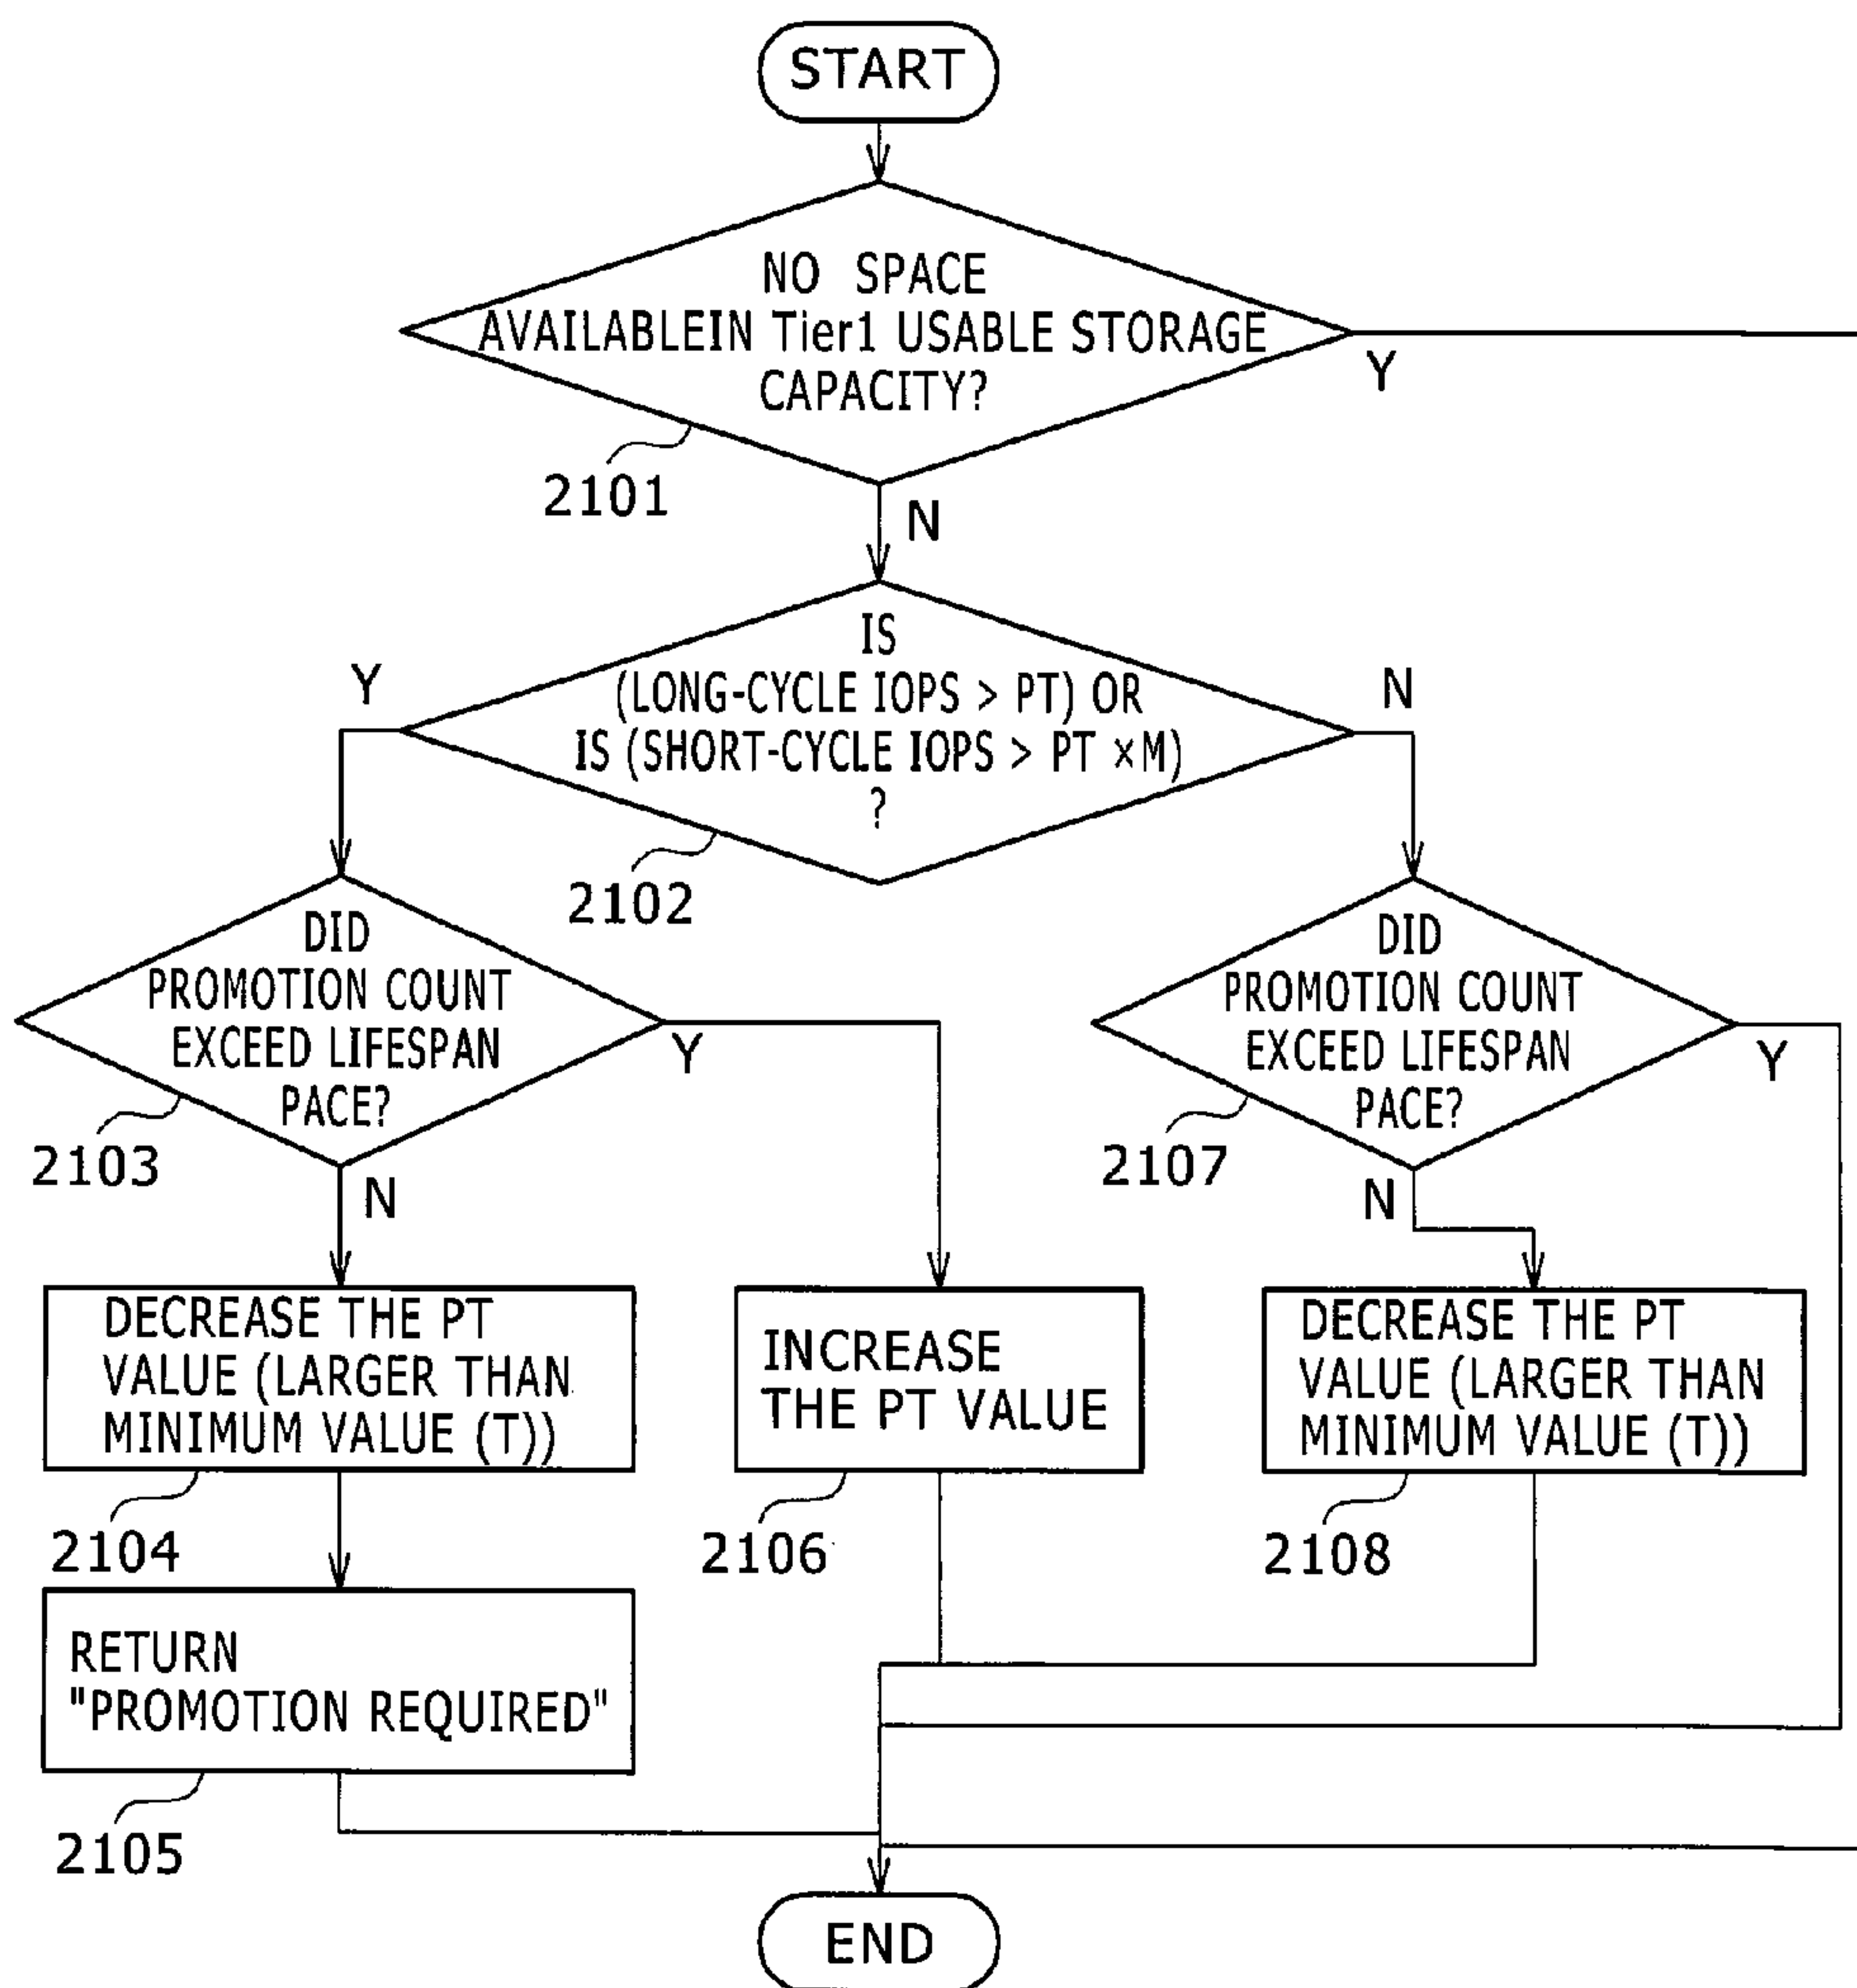 START
NO SPACE
AVAILABLEIN Tier1 USABLE STORAGE
CAPACITY?
Y
2101
N
IS
(LONG-CYCLE IOPS > PT) OR
IS (SHORT-CYCLE IOPS > PT ×M)
?
Y
N
2102
DID
PROMOTION COUNT
EXCEED LIFESPAN
PACE?
Y
2103
N
DID
PROMOTION COUNT
EXCEED LIFESPAN
PACE?
Y
2107
N
DECREASE THE PT
VALUE (LARGER THAN
MINIMUM VALUE (T))
2104
INCREASE
THE PT VALUE
2106
DECREASE THE PT
VALUE (LARGER THAN
MINIMUM VALUE (T))
2108
RETURN
"PROMOTION REQUIRED"
2105
END